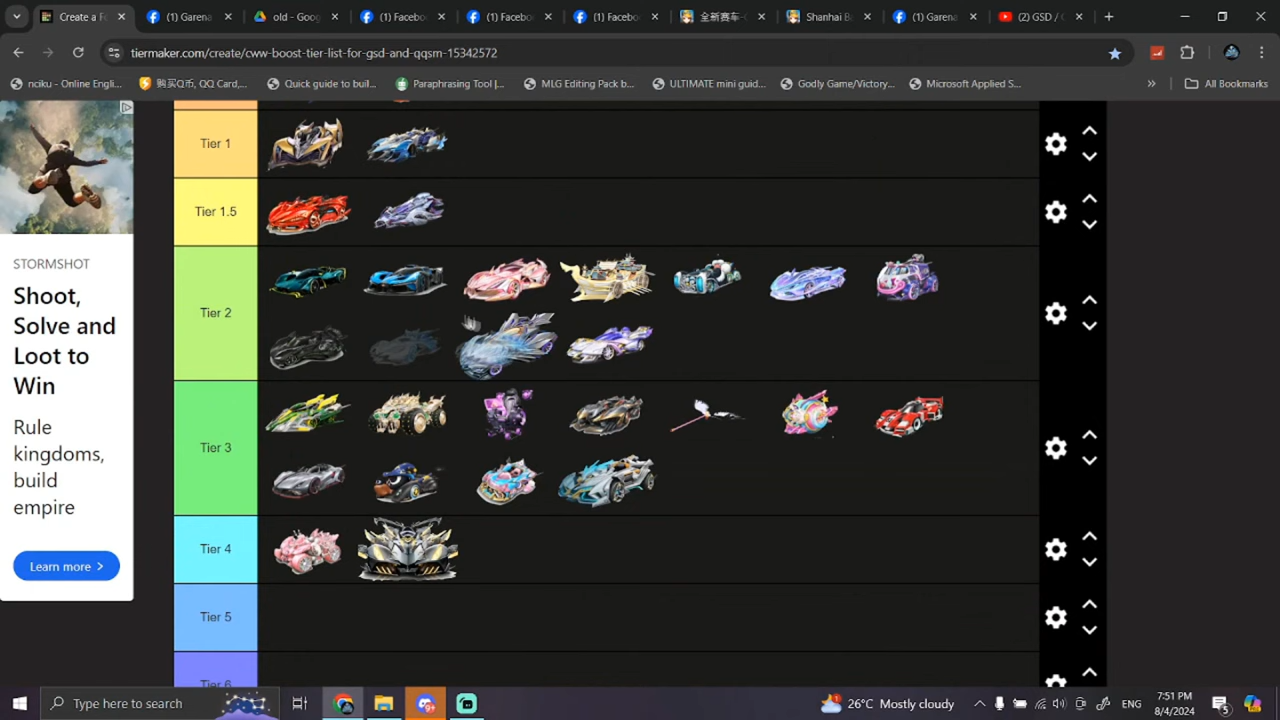 Create a F
(1) Garena
old - Goog
(1) Facebo
(1) Facebo
(1) Facebo
全新赛车 -
Shanhai Ba
(1) Garena
(2) GSD /
tiermaker.com/create/cww-boost-tier-list-for-gsd-and-qqsm-15342572
nciku - Online Engli...
购买Q币, QQ Card,...
Quick guide to buil...
Paraphrasing Tool |...
MLG Editing Pack b...
ULTIMATE mini guid...
Godly Game/Victory...
Microsoft Applied S...
»
All Bookmarks
STORMSHOT
Shoot,
Solve and
Loot to
Win
Rule
kingdoms,
build
empire
Learn more >
Tier 1
Tier 1.5
Tier 2
Tier 3
Tier 4
Tier 5
Tier 6
Type here to search
9+
26°C Mostly cloudy
ENG
7:51 PM
8/4/2024
5